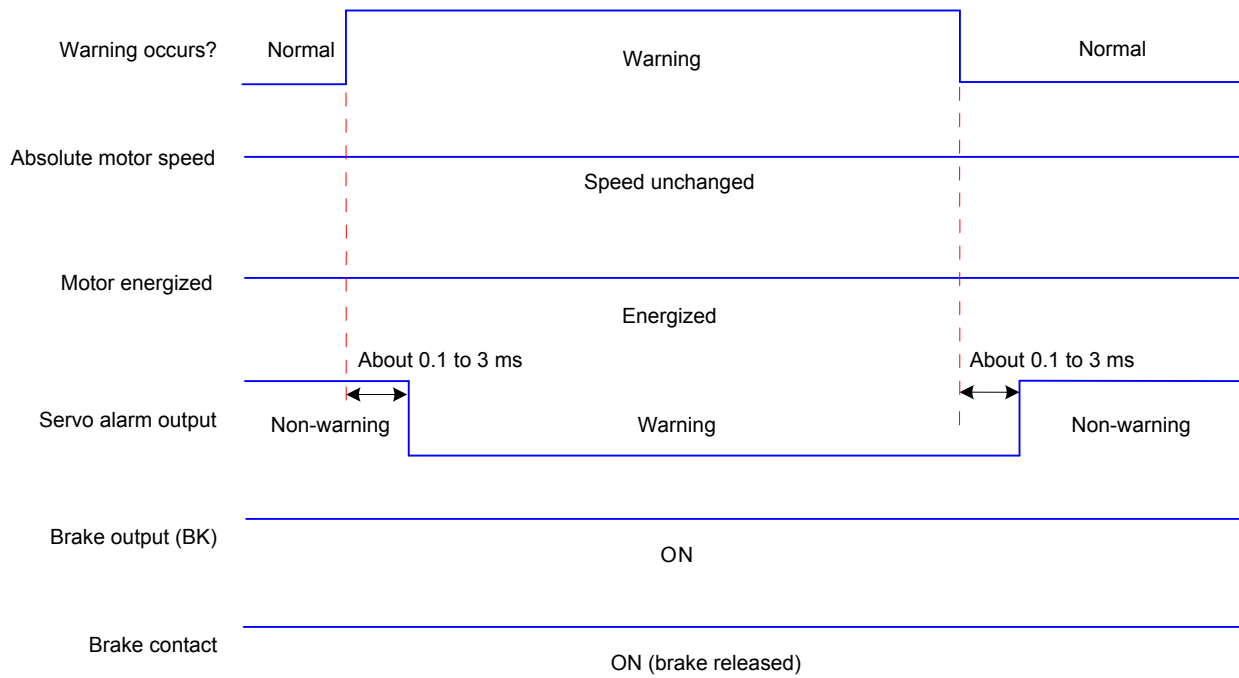 Warning occurs?
Normal
Warning
Normal
Absolute motor speed
Speed unchanged
Motor energized
Energized
About 0.1 to 3 ms
About 0.1 to 3 ms
Servo alarm output
Non-warning
Warning
Non-warning
Brake output (BK)
ON
Brake contact
ON (brake released)